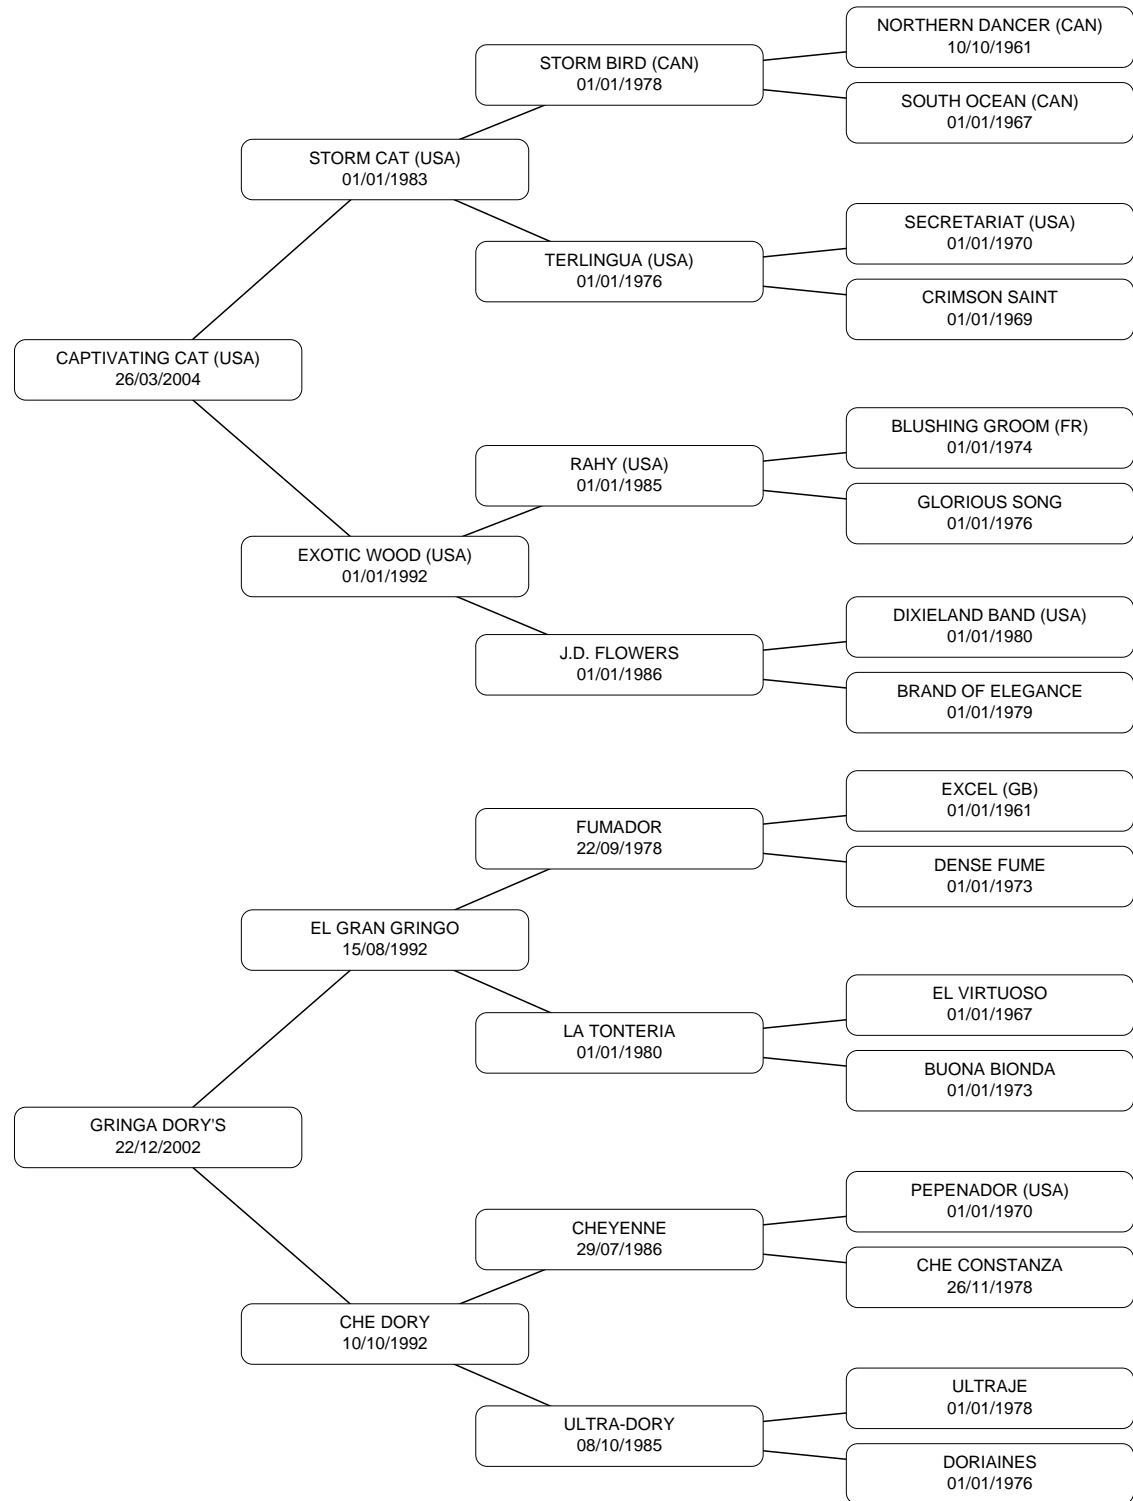 NORTHERN DANCER (CAN)
10/10/1961
STORM BIRD (CAN)
01/01/1978
SOUTH OCEAN (CAN)
01/01/1967
STORM CAT (USA)
01/01/1983
SECRETARIAT (USA)
01/01/1970
TERLINGUA (USA)
01/01/1976
CRIMSON SAINT
01/01/1969
CAPTIVATING CAT (USA)
26/03/2004
BLUSHING GROOM (FR)
01/01/1974
RAHY (USA)
01/01/1985
GLORIOUS SONG
01/01/1976
EXOTIC WOOD (USA)
01/01/1992
DIXIELAND BAND (USA)
01/01/1980
J.D. FLOWERS
01/01/1986
BRAND OF ELEGANCE
01/01/1979
EXCEL (GB)
01/01/1961
FUMADOR
22/09/1978
DENSE FUME
01/01/1973
EL GRAN GRINGO
15/08/1992
EL VIRTUOSO
01/01/1967
LA TONTERIA
01/01/1980
BUONA BIONDA
01/01/1973
GRINGA DORY'S
22/12/2002
PEPENADOR (USA)
01/01/1970
CHEYENNE
29/07/1986
CHE CONSTANZA
26/11/1978
CHE DORY
10/10/1992
ULTRAJE
01/01/1978
ULTRA-DORY
08/10/1985
DORIAINES
01/01/1976